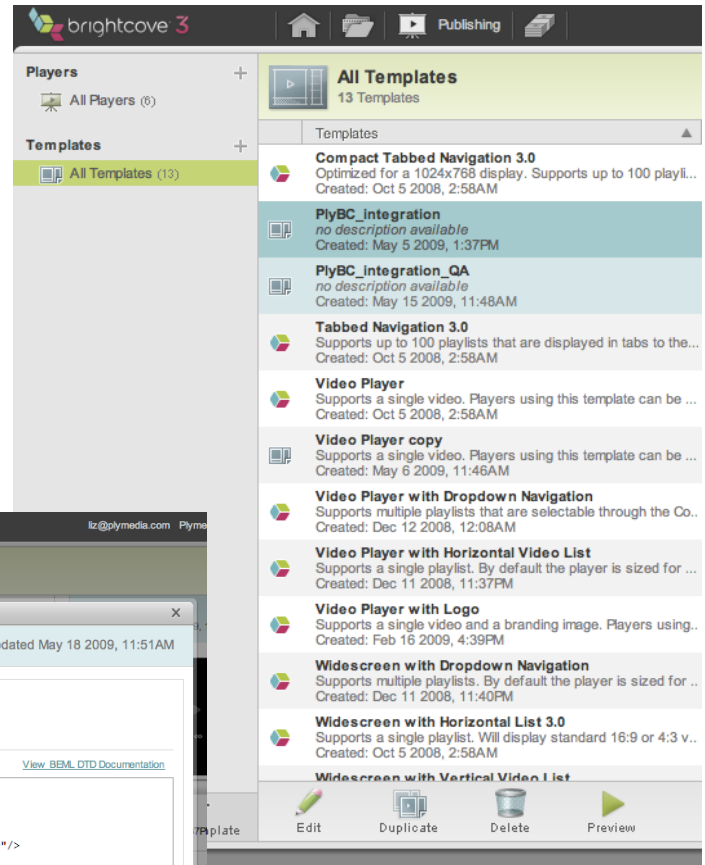 brightcove 3
Publishing
Players
All Players (6)
Templates
All Templates (13)
All Templates
13 Templates
Templates
Compact Tabbed Navigation 3.0
Optimized for a 1024x768 display. Supports up to 100 playli...
Created: Oct 5 2008, 2:58AM
PlyBC_integration
no description available
Created: May 5 2009, 1:37PM
PlyBC_integration_QA
no description available
Created: May 15 2009, 11:48AM
Tabbed Navigation 3.0
Supports up to 100 playlists that are displayed in tabs to the...
Created: Oct 5 2008, 2:58AM
Video Player
Supports a single video. Players using this template can be ...
Created: Oct 5 2008, 2:58AM
Video Player copy
Supports a single video. Players using this template can be ...
Created: May 6 2009, 11:46AM
Video Player with Dropdown Navigation
Supports multiple playlists that are selectable through the Co..
Created: Dec 12 2008, 12:08AM
Video Player with Horizontal Video List
Supports a single playlist. By default the player is sized for ...
Created: Dec 11 2008, 11:37PM
Video Player with Logo
Supports a single video and a branding image. Players using..
Created: Feb 16 2009, 4:39PM
Widescreen with Dropdown Navigation
Supports multiple playlists. By default the player is sized for ..
Created: Dec 11 2008, 11:40PM
Widescreen with Horizontal List 3.0
Supports a single playlist. Will display standard 16:9 or 4:3 v...
Created: Oct 5 2008, 2:58AM
Widescreen with Vertical Video List
Edit
Duplicate
Delete
Preview
liz@plymedia.com Plyme
dated May 18 2009, 11:51AM
View BEML DTD Documentation
"/>
plate